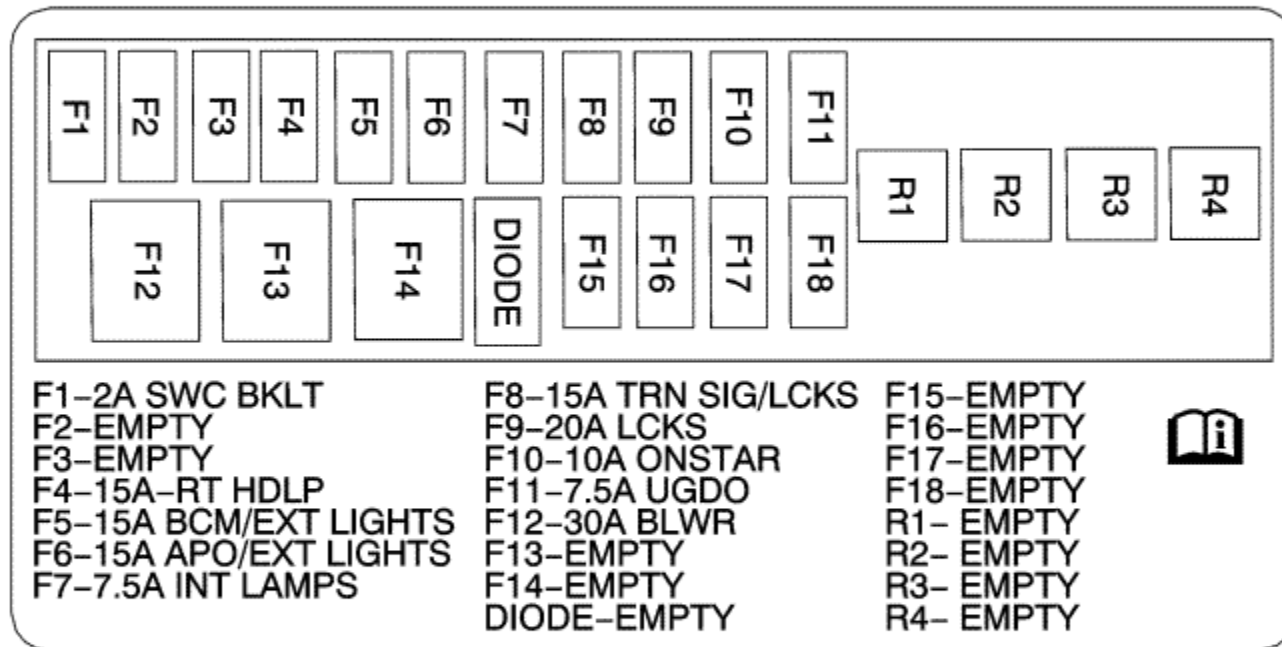 F1
F2
F3
F4
F5
F6
F7
F8
F9
F10
F11
R1
R2
R3
R4
F12
F13
F14
DIODE
F15
F16
F17
F18
F1–2A SWC BKLT
F2–EMPTY
F3–EMPTY
F4–15A–RT HDLP
F5–15A BCM/EXT LIGHTS
F6–15A APO/EXT LIGHTS
F7–7.5A INT LAMPS
F8–15A TRN SIG/LCKS
F9–20A LCKS
F10–10A ONSTAR
F11–7.5A UGDO
F12–30A BLWR
F13–EMPTY
F14–EMPTY
DIODE–EMPTY
F15–EMPTY
F16–EMPTY
F17–EMPTY
F18–EMPTY
R1– EMPTY
R2– EMPTY
R3– EMPTY
R4– EMPTY
i